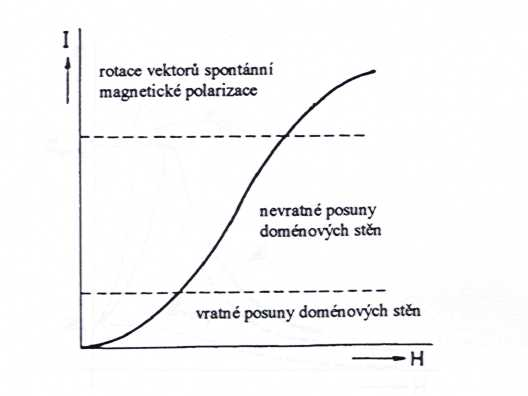 I
rotace vektorů spontánní
magnetické polarizace
nevratné posuny
doménových stěn
vratné posuny doménových stěn
H